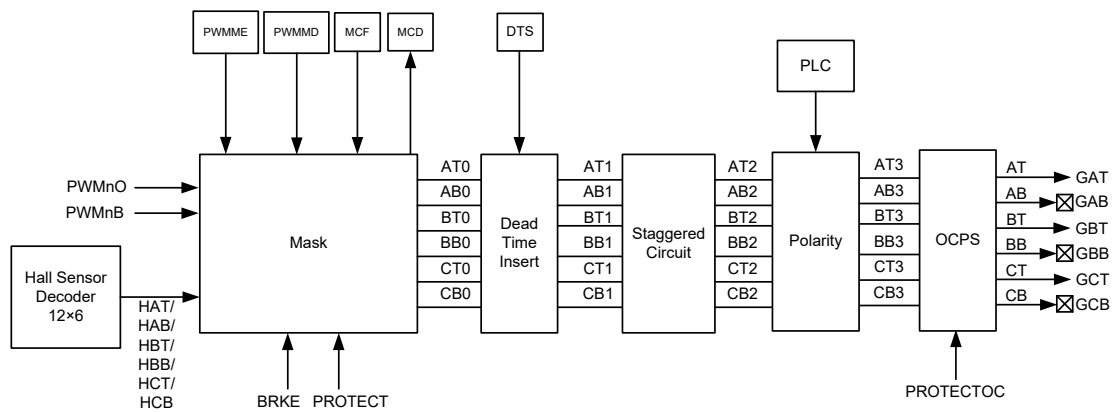 PWMME
PWMMD
MCF
MCD
DTS
PLC
PWMnO
PWMnB
Hall Sensor
Decoder
12×6
HAT/
HAB/
HBT/
HBB/
HCT/
HCB
Mask
BRKE
PROTECT
AT0
AB0
BT0
BB0
CT0
CB0
Dead
Time
Insert
AT1
AB1
BT1
BB1
CT1
CB1
Staggered
Circuit
AT2
AB2
BT2
BB2
CT2
CB2
Polarity
AT3
AB3
BT3
BB3
CT3
CB3
OCPS
PROTECTOC
AT
AB
BT
BB
CT
CB
GAT
GAB
GBT
GBB
GCT
GCB